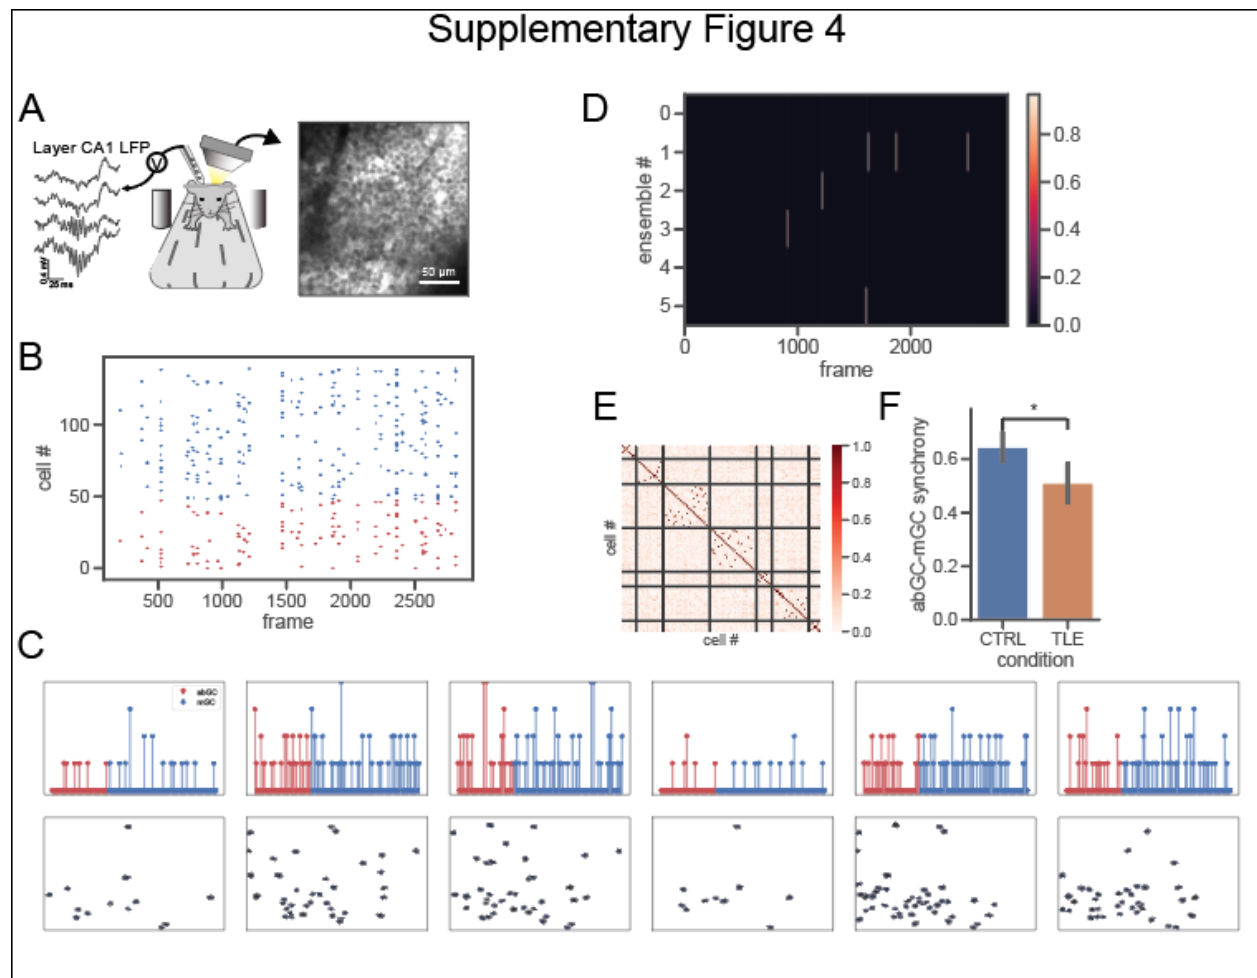 Supplementary Figure 4
A
Layer CA1 LFP
V
0.4 mV
25 ms
50 µm
B
cell #
100
50
0
500
1000
1500
2000
2500
frame
C
abGC
mGC
D
ensemble #
0
1
2
3
4
5
0
1000
2000
frame
0.8
0.6
0.4
0.2
0.0
E
cell #
cell #
1.0
0.8
0.6
0.4
0.2
0.0
F
abGC-mGC synchrony
0.6
0.4
0.2
0.0
*
CTRL
TLE
condition